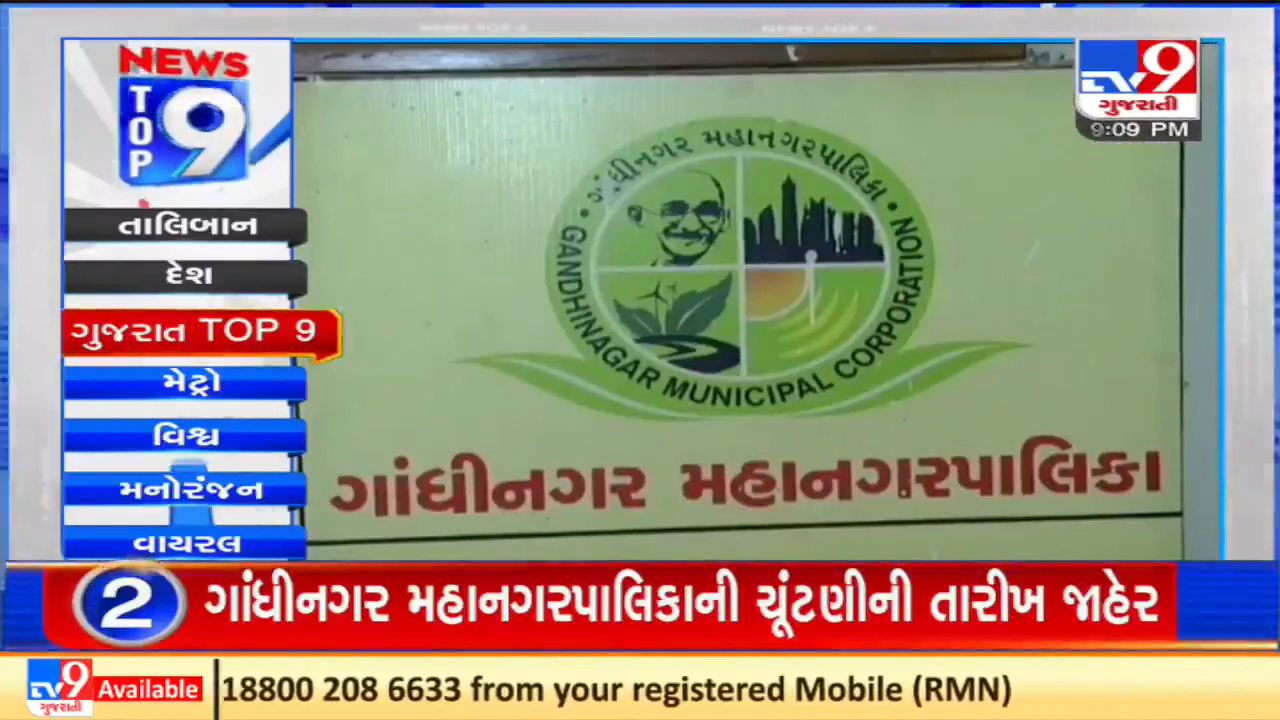 NEWS
TOP
9
તાલિબાન
દેશ
ગુજરાત TOP 9
મેટ્રો
વિશ્વ
મનોરંજન
વાયરલ
TV9
ગુજરાતી
9:09 PM
ગાંધીનગર મહાનગરપાલિકા
GANDHINAGAR MUNICIPAL CORPORATION
ગાંધીનગર મહાનગરપાલિકા
2 ગાંધીનગર મહાનગરપાલિકાની ચૂંટણીની તારીખ જાહેર
TV9
ગુજરાતી
Available
18800 208 6633 from your registered Mobile (RMN)